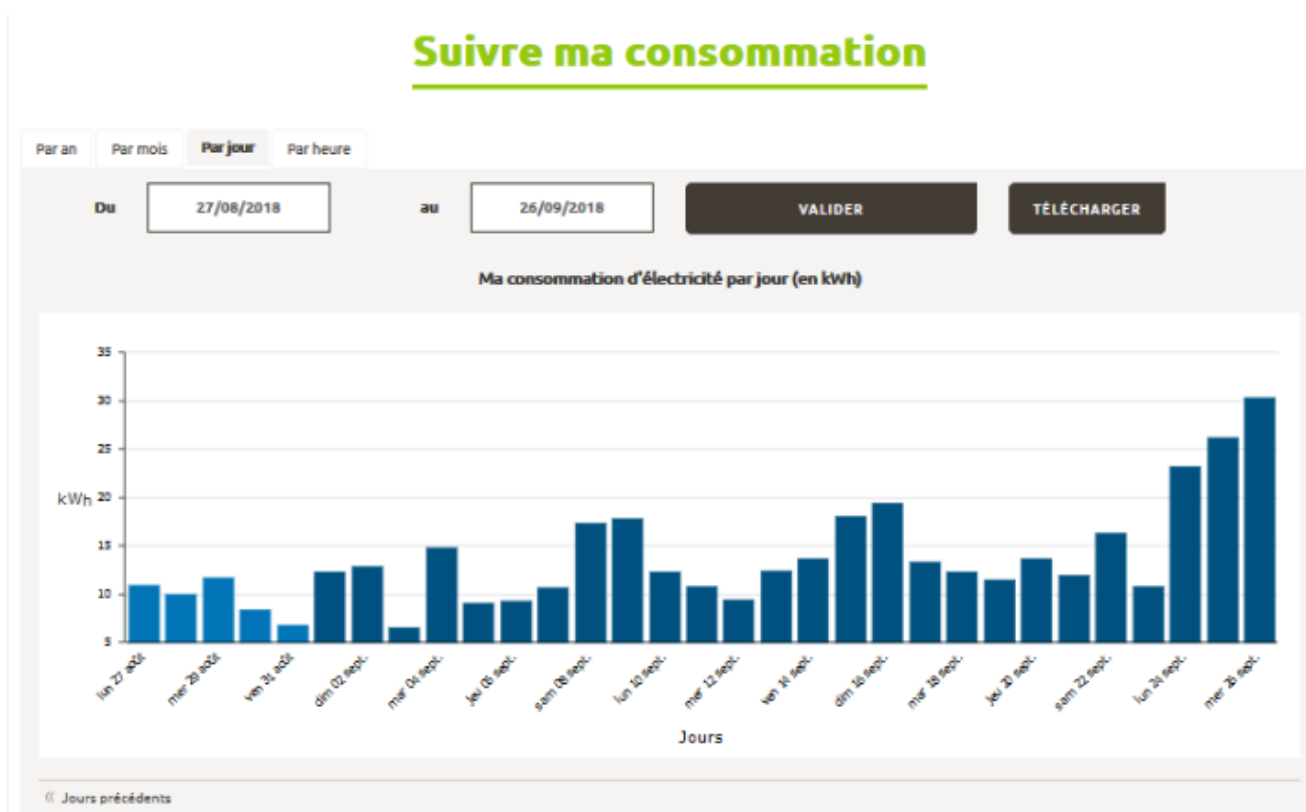 Suivre ma consommation
Par an Par mois Par jour Par heure
Du 27/08/2018 au 26/09/2018 VALIDER TÉLÉCHARGER
Ma consommation d'électricité par jour (en kWh)
35
30
25
kWh 20
15
10
5
lun 27 août mer 29 août ven 31 août dim 02 sept. mar 04 sept. jeu 06 sept. sam 08 sept. lun 10 sept. mer 12 sept. ven 14 sept. dim 16 sept. mar 18 sept. jeu 20 sept. sam 22 sept. lun 24 sept. mer 26 sept.
Jours
« Jours précédents